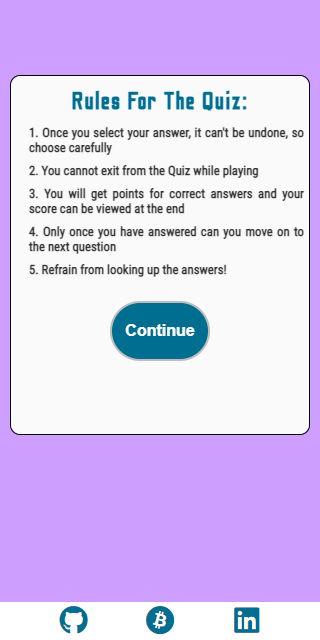 Rules For The Quiz:
1. Once you select your answer, it can't be undone, so
choose carefully
2. You cannot exit from the Quiz while playing
3. You will get points for correct answers and your
score can be viewed at the end
4. Only once you have answered can you move on to
the next question
5. Refrain from looking up the answers!
Continue
in